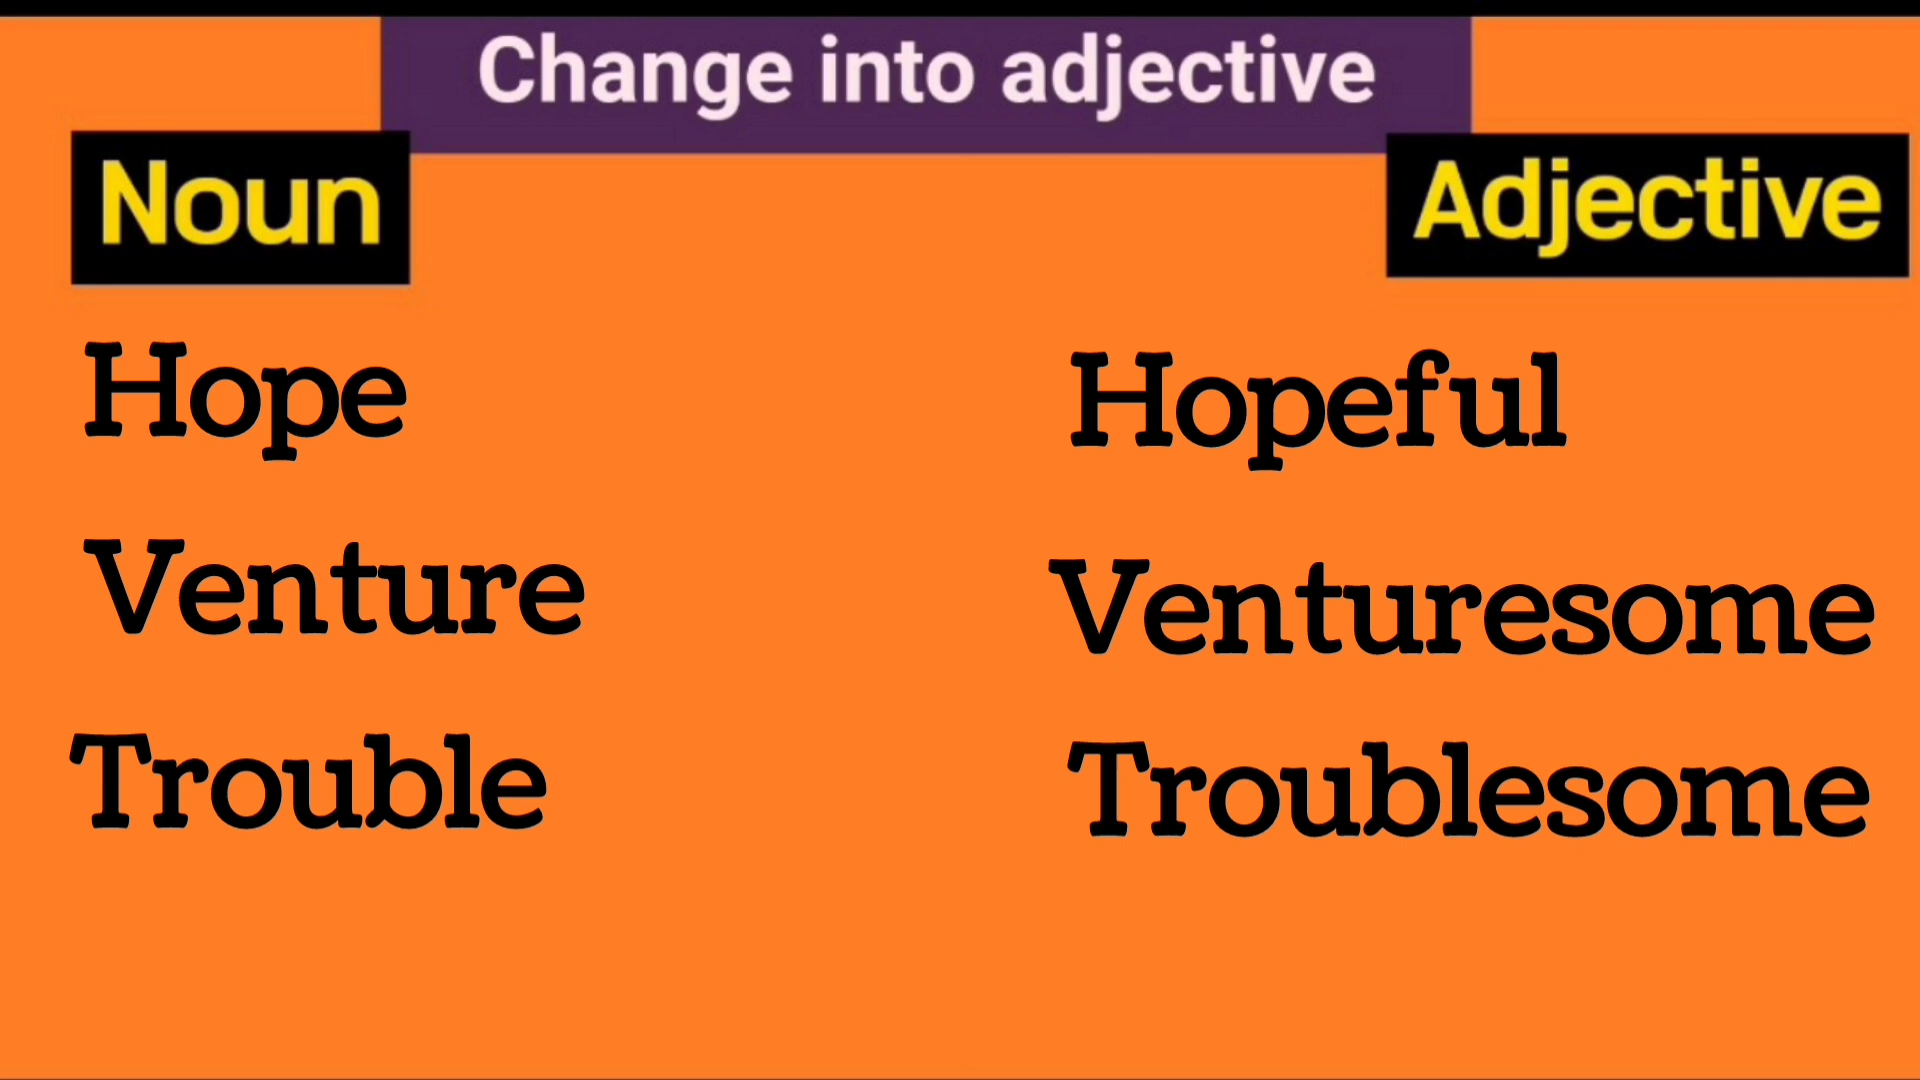 Change into adjective
Noun Adjective
Hope Hopeful
Venture Venturesome
Trouble Troublesome